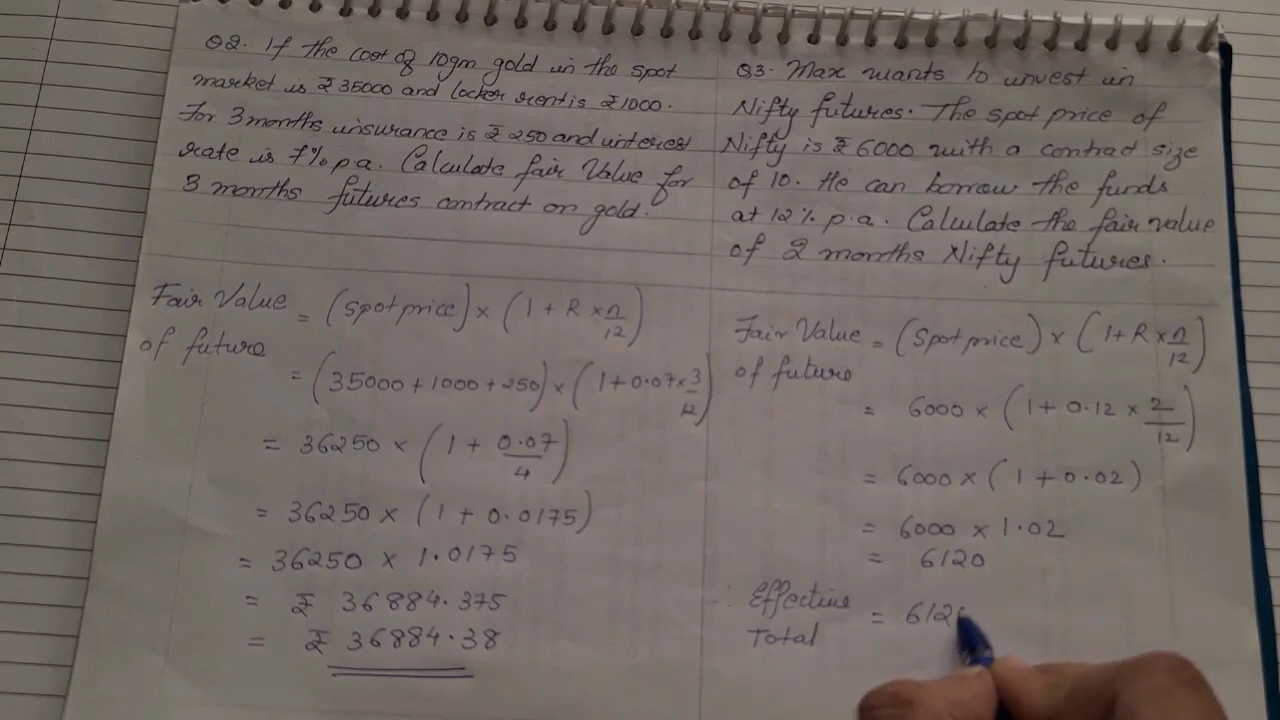 Q2. If the cost of 10gm gold in the spot
market is ₹ 35000 and locker rent is ₹1000.
For 3 months insurance is ₹ 250 and interest
rate is 7% p.a. Calculate fair Value for
3 months futures contract on gold.
Fair Value of future = (Spot price) × (1 + R × n/12)
= (35000 + 1000 + 250) × (1 + 0.07 × 3/12)
= 36250 × (1 + 0.07/4)
= 36250 × (1 + 0.0175)
= 36250 × 1.0175
= ₹ 36884.375
= ₹ 36884.38
Q3. Max wants to invest in
Nifty futures. The spot price of
Nifty is ₹ 6000 with a contract size
of 10. He can borrow the funds
at 12% p.a. Calculate the fair value
of 2 months Nifty futures.
Fair Value of future = (Spot price) × (1 + R × n/12)
= 6000 × (1 + 0.12 × 2/12)
= 6000 × (1 + 0.02)
= 6000 × 1.02
= 6120
∴ Effective Total = 612